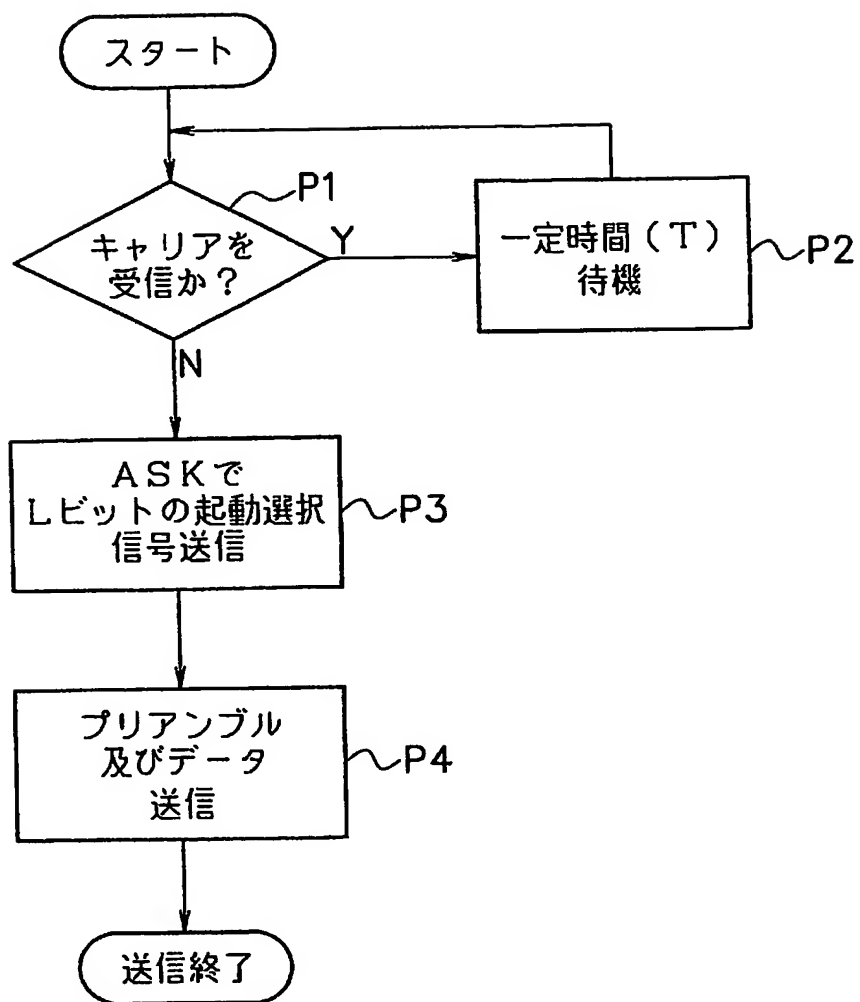 スタート
P1
キャリアを
受信か?
Y
一定時間(T)
待機
P2
N
ASKで
Lビットの起動選択
信号送信
P3
プリアンブル
及びデータ
送信
P4
送信終了